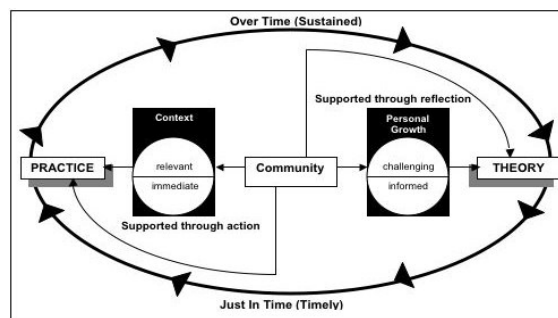 Over Time (Sustained)
Supported through reflection
Context
Personal
Growth
PRACTICE
relevant
immediate
Community
challenging
informed
THEORY
Supported through action
Just In Time (Timely)